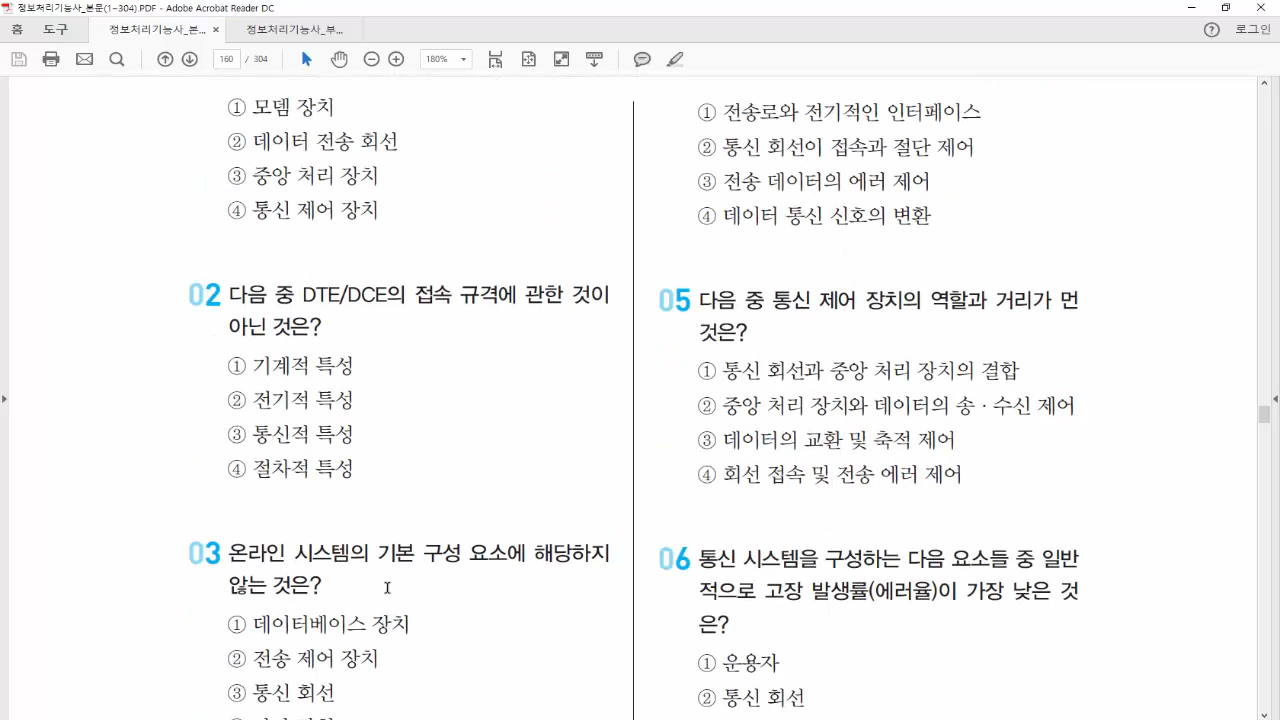 정보처리기능사_본문(1~304).PDF - Adobe Acrobat Reader DC
홈 도구 정보처리기능사_본... × 정보처리기능사_부... 로그인
160 / 304 180%
① 모뎀 장치
② 데이터 전송 회선
③ 중앙 처리 장치
④ 통신 제어 장치
02 다음 중 DTE/DCE의 접속 규격에 관한 것이
아닌 것은?
① 기계적 특성
② 전기적 특성
③ 통신적 특성
④ 절차적 특성
03 온라인 시스템의 기본 구성 요소에 해당하지
않는 것은?
① 데이터베이스 장치
② 전송 제어 장치
③ 통신 회선
① 전송로와 전기적인 인터페이스
② 통신 회선이 접속과 절단 제어
③ 전송 데이터의 에러 제어
④ 데이터 통신 신호의 변환
05 다음 중 통신 제어 장치의 역할과 거리가 먼
것은?
① 통신 회선과 중앙 처리 장치의 결합
② 중앙 처리 장치와 데이터의 송 · 수신 제어
③ 데이터의 교환 및 축적 제어
④ 회선 접속 및 전송 에러 제어
06 통신 시스템을 구성하는 다음 요소들 중 일반
적으로 고장 발생률(에러율)이 가장 낮은 것
은?
① 운용자
② 통신 회선